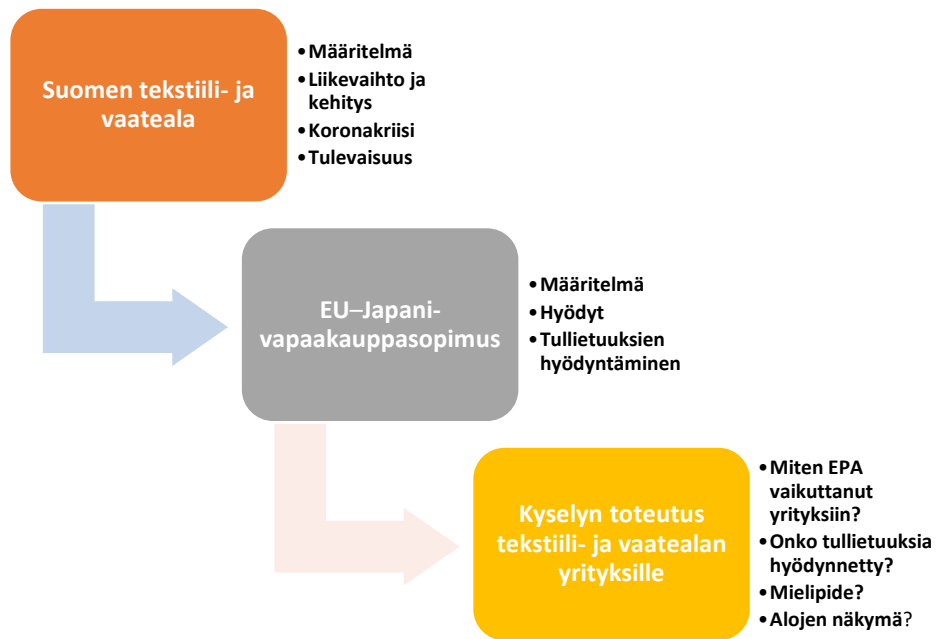 Suomen tekstiili- ja
vaateala
•Määritelmä
•Liikevaihto ja
kehitys
•Koronakriisi
•Tulevaisuus
EU–Japani-
vapaakauppasopimus
•Määritelmä
•Hyödyt
•Tullietuuksien
hyödyntäminen
Kyselyn toteutus
tekstiili- ja vaatealan
yrityksille
•Miten EPA
vaikuttanut
yrityksiin?
•Onko tullietuuksia
hyödynnetty?
•Mielipide?
•Alojen näkymä?